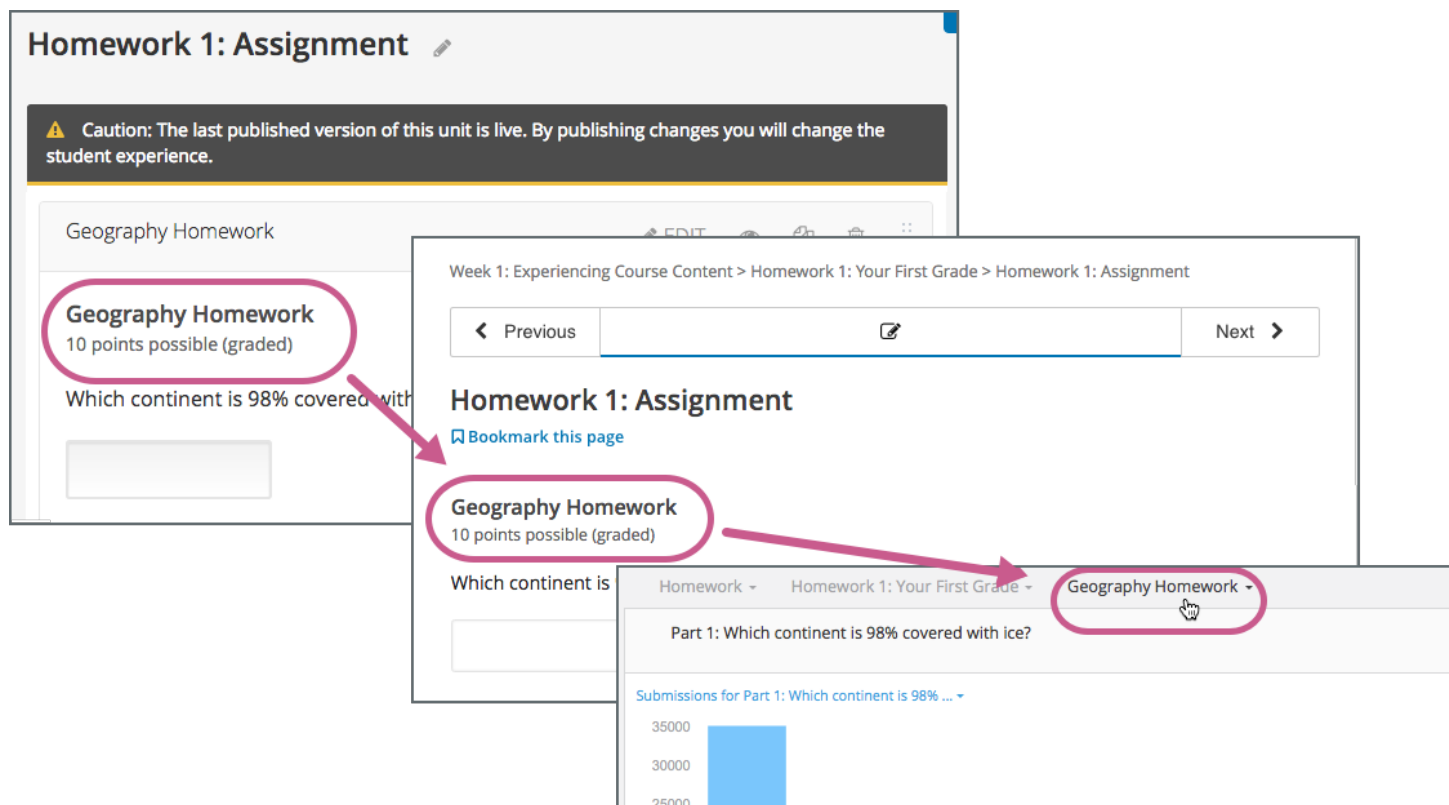 Homework 1: Assignment
Caution: The last published version of this unit is live. By publishing changes you will change the
student experience.
Geography Homework
EDIT
Geography Homework
10 points possible (graded)
Which continent is 98% covered with
Week 1: Experiencing Course Content > Homework 1: Your First Grade > Homework 1: Assignment
Previous
Next
Homework 1: Assignment
Bookmark this page
Geography Homework
10 points possible (graded)
Which continent is
Homework
Homework 1: Your First Grade
Geography Homework
Part 1: Which continent is 98% covered with ice?
Submissions for Part 1: Which continent is 98% ...
35000
30000
25000